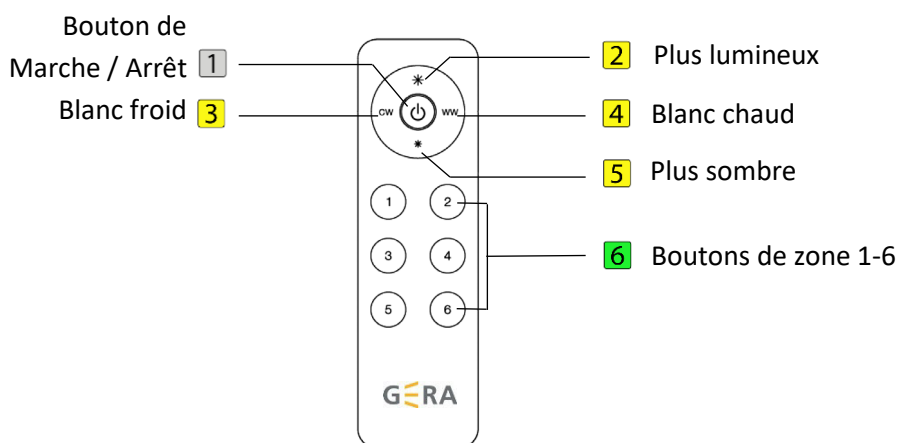 Bouton de
Marche / Arrêt 1
Blanc froid 3
2 Plus lumineux
4 Blanc chaud
5 Plus sombre
6 Boutons de zone 1-6
CW
WW
1 2
3 4
5 6
GERA